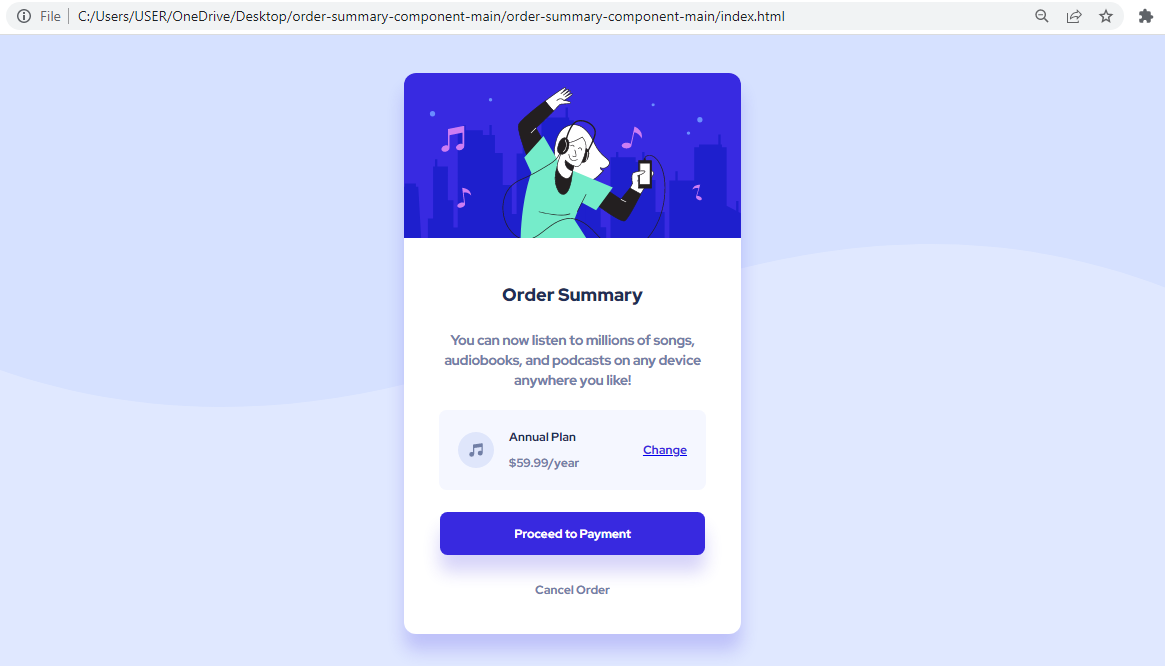 File C:/Users/USER/OneDrive/Desktop/order-summary-component-main/order-summary-component-main/index.html
Order Summary
You can now listen to millions of songs,
audiobooks, and podcasts on any device
anywhere you like!
Annual Plan
$59.99/year
Change
Proceed to Payment
Cancel Order